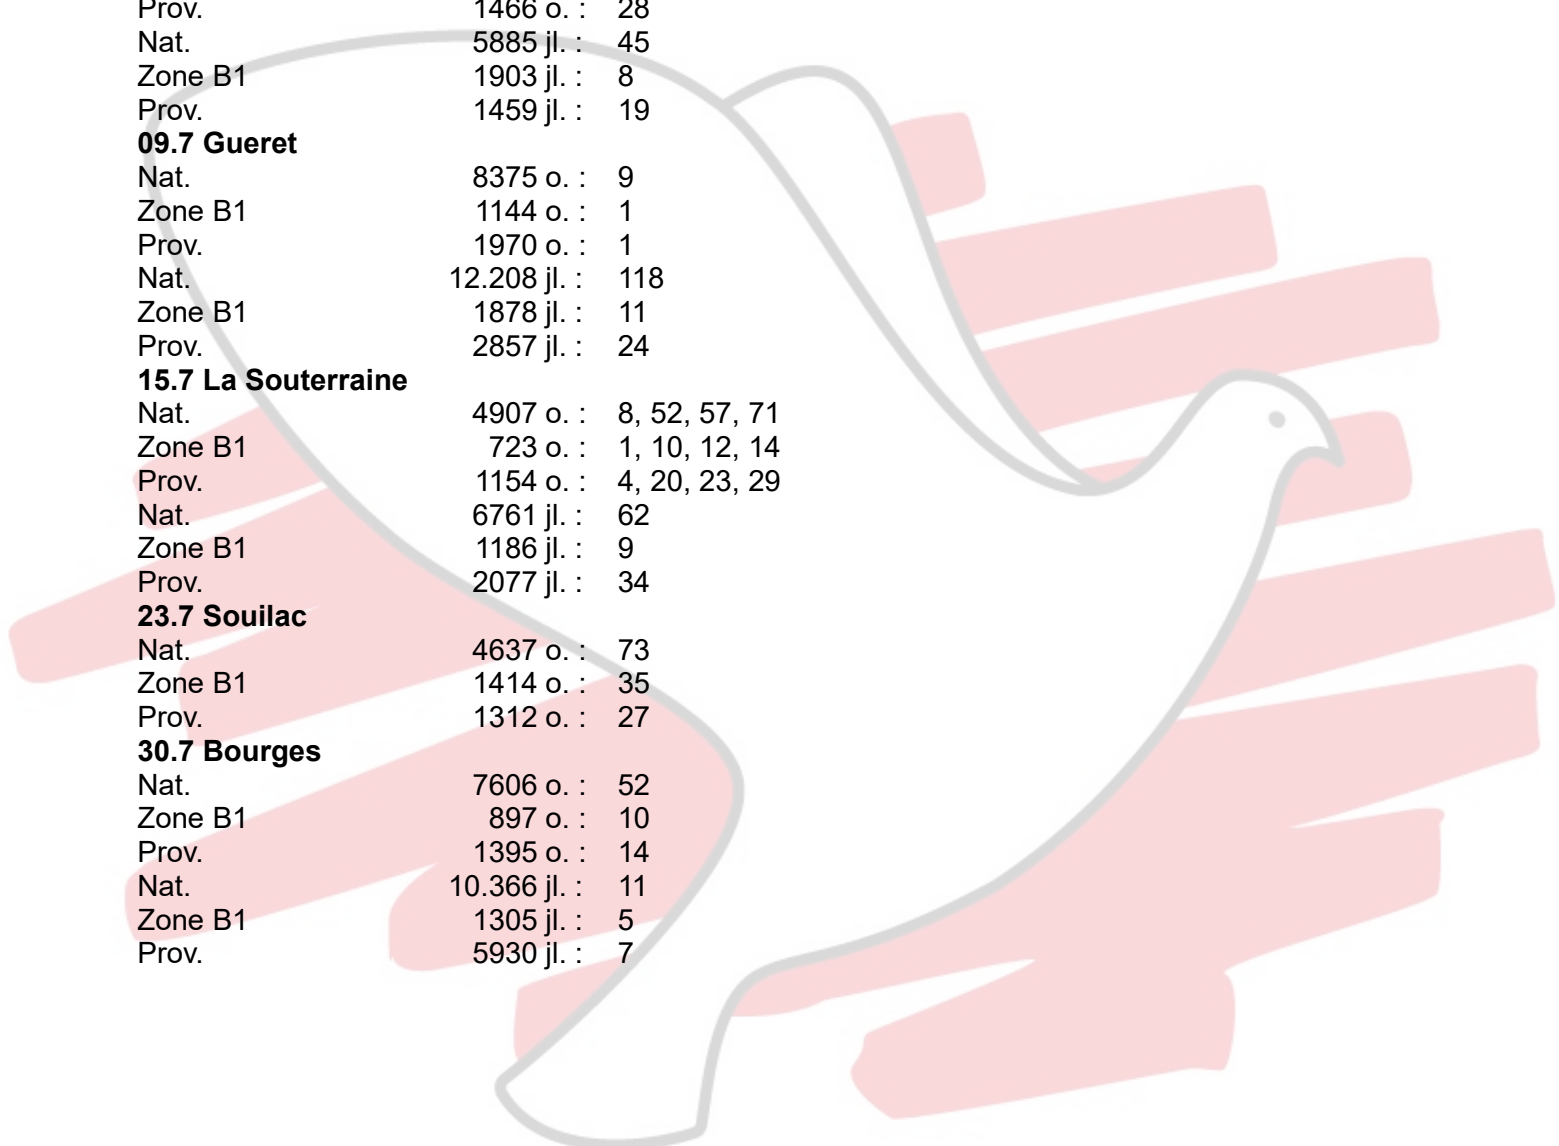 Prov. 1466 o. : 28
Nat. 5885 jl. : 45
Zone B1 1903 jl. : 8
Prov. 1459 jl. : 19
09.7 Gueret
Nat. 8375 o. : 9
Zone B1 1144 o. : 1
Prov. 1970 o. : 1
Nat. 12.208 jl. : 118
Zone B1 1878 jl. : 11
Prov. 2857 jl. : 24
15.7 La Souterraine
Nat. 4907 o. : 8, 52, 57, 71
Zone B1 723 o. : 1, 10, 12, 14
Prov. 1154 o. : 4, 20, 23, 29
Nat. 6761 jl. : 62
Zone B1 1186 jl. : 9
Prov. 2077 jl. : 34
23.7 Souilac
Nat. 4637 o. : 73
Zone B1 1414 o. : 35
Prov. 1312 o. : 27
30.7 Bourges
Nat. 7606 o. : 52
Zone B1 897 o. : 10
Prov. 1395 o. : 14
Nat. 10.366 jl. : 11
Zone B1 1305 jl. : 5
Prov. 5930 jl. : 7